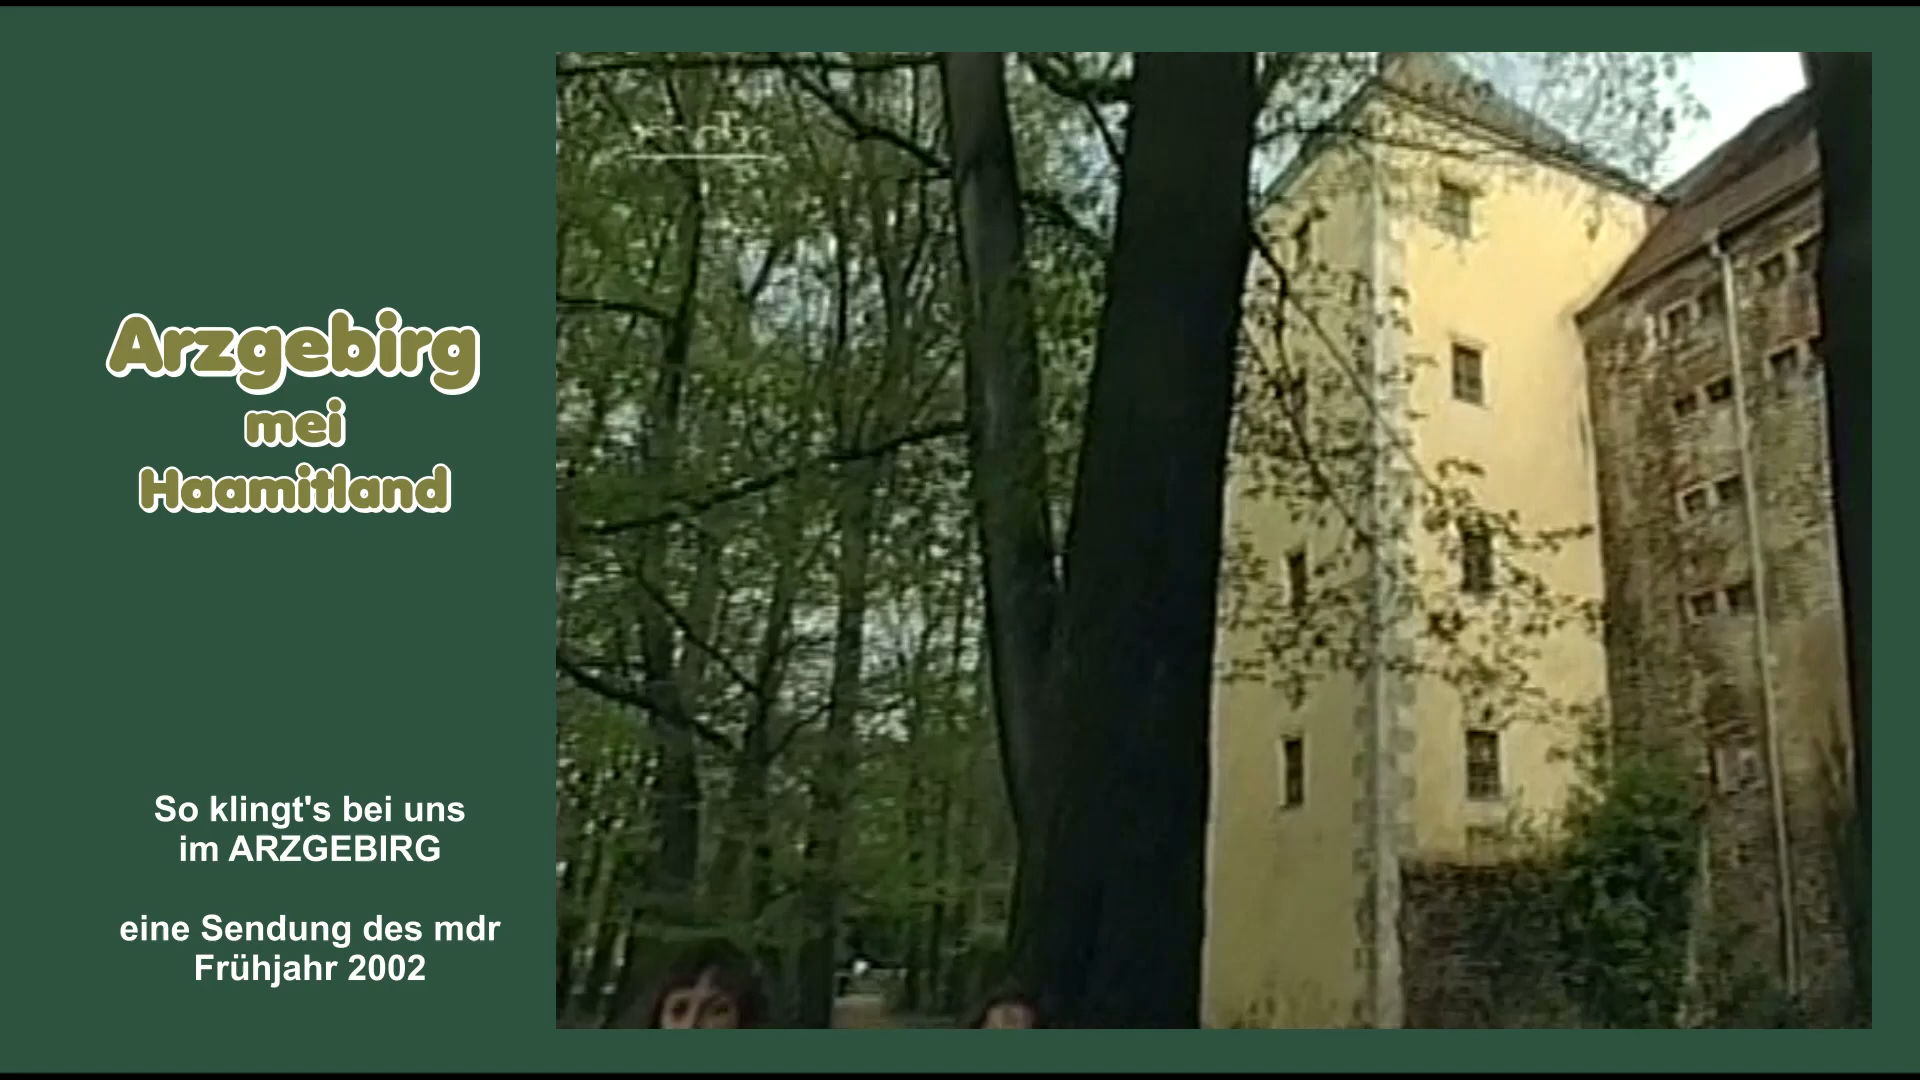 Arzgebirg
mei
Haamitland
So klingt's bei uns
im ARZGEBIRG
eine Sendung des mdr
Frühjahr 2002